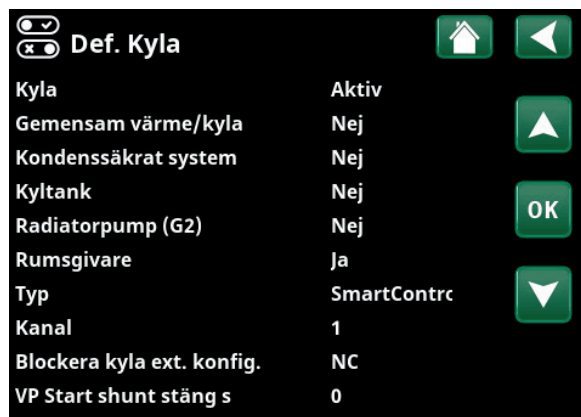 Def. Kyla
Kyla Aktiv
Gemensam värme/kyla Nej
Kondenssäkrat system Nej
Kyltank Nej
Radiatorpump (G2) Nej
OK
Rumsgivare Ja
Typ SmartContrc
Kanal 1
Blockera kyla ext. konfig. NC
VP Start shunt stäng s 0